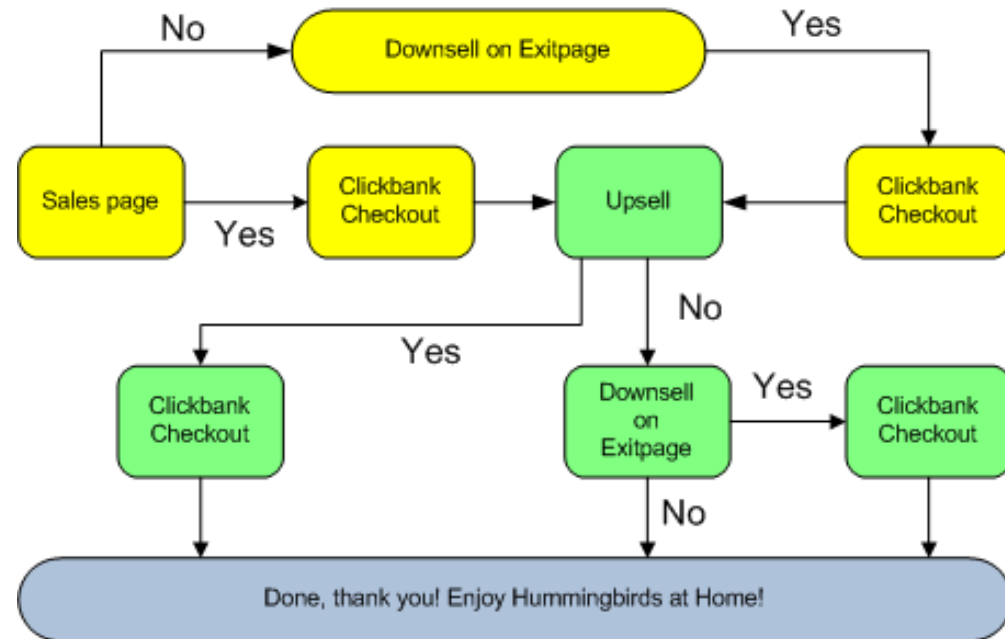 No
Downsell on Exitpage
Yes
Sales page
Yes
Clickbank
Checkout
Upsell
Clickbank
Checkout
Yes
No
Clickbank
Checkout
Downsell
on
Exitpage
Yes
Clickbank
Checkout
No
Done, thank you! Enjoy Hummingbirds at Home!